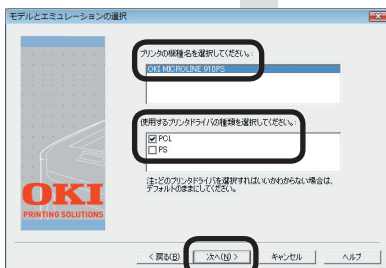 モデルとエミュレーションの選択
プリンタの機種名を選択してください。:
OKI MICROLINE 910PS
使用するプリンタドライバの種類を選択してください。:
PCL
PS
注:どのプリンタドライバを選択すればいいかわからない場合は、
デフォルトのままにしてください。
OKI
PRINTING SOLUTIONS
< 戻る(B)
次へ(N) >
キャンセル
ヘルプ